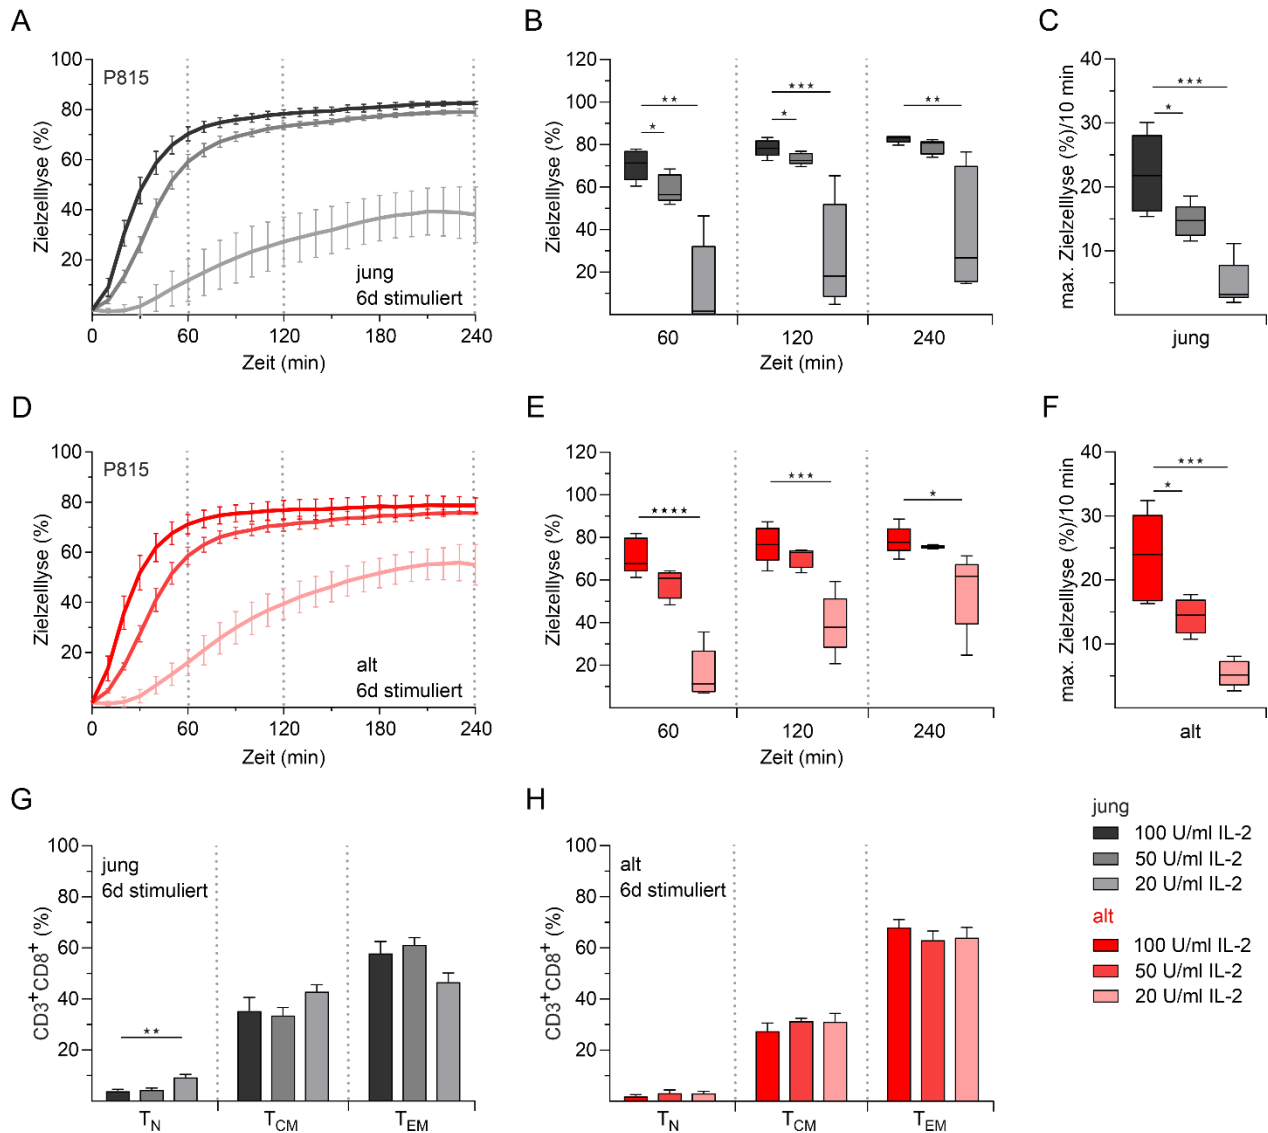 A
100
80
60
40
20
Zielzelllyse (%)
P815
jung
6d stimuliert
0
60
120
180
240
Zeit (min)
B
120
100
80
60
40
20
Zielzelllyse (%)
★★
★
★★★
★
★★
60
120
240
Zeit (min)
C
40
30
20
10
max. Zielzelllyse (%)/10 min
★★★
★
jung
D
100
80
60
40
20
Zielzelllyse (%)
P815
alt
6d stimuliert
0
60
120
180
240
Zeit (min)
E
120
100
80
60
40
20
Zielzelllyse (%)
★★★★
★★★
★
60
120
240
Zeit (min)
F
40
30
20
10
max. Zielzelllyse (%)/10 min
★★★
★
alt
G
100
80
60
40
20
CD3⁺CD8⁺ (%)
jung
6d stimuliert
★★
T_N
T_CM
T_EM
H
100
80
60
40
20
CD3⁺CD8⁺ (%)
alt
6d stimuliert
T_N
T_CM
T_EM
jung
100 U/ml IL-2
50 U/ml IL-2
20 U/ml IL-2
alt
100 U/ml IL-2
50 U/ml IL-2
20 U/ml IL-2